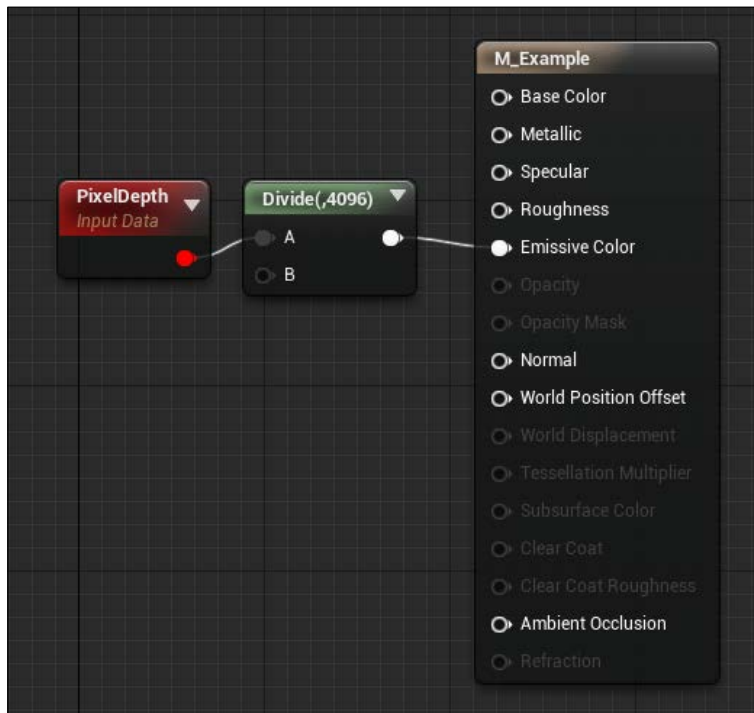 PixelDepth
Input Data
Divide(,4096)
A
B
M_Example
Base Color
Metallic
Specular
Roughness
Emissive Color
Opacity
Opacity Mask
Normal
World Position Offset
World Displacement
Tessellation Multiplier
Subsurface Color
Clear Coat
Clear Coat Roughness
Ambient Occlusion
Refraction